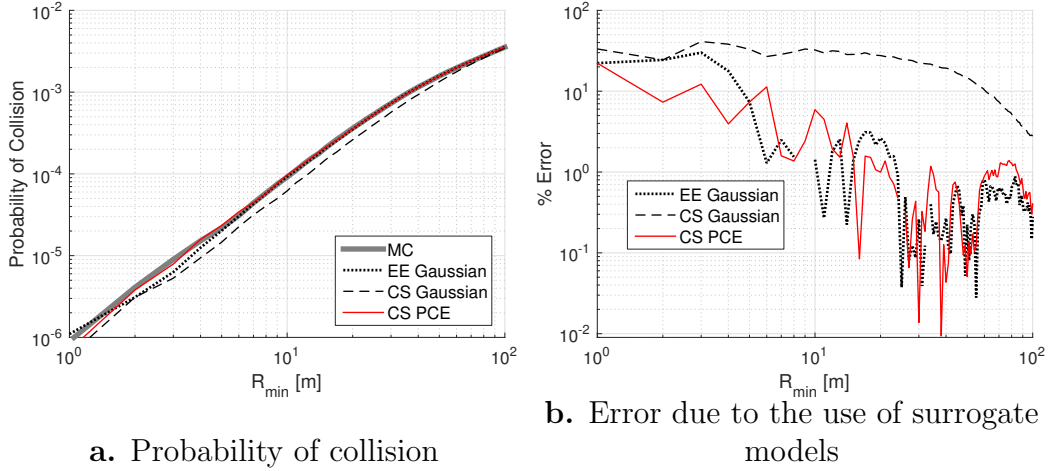 10^-2
10^-3
10^-4
10^-5
10^-6
Probability of Collision
MC
EE Gaussian
CS Gaussian
CS PCE
10^0
10^1
10^2
R_min [m]
a. Probability of collision
10^2
10^1
10^0
10^-1
10^-2
% Error
EE Gaussian
CS Gaussian
CS PCE
10^0
10^1
10^2
R_min [m]
b. Error due to the use of surrogate
models